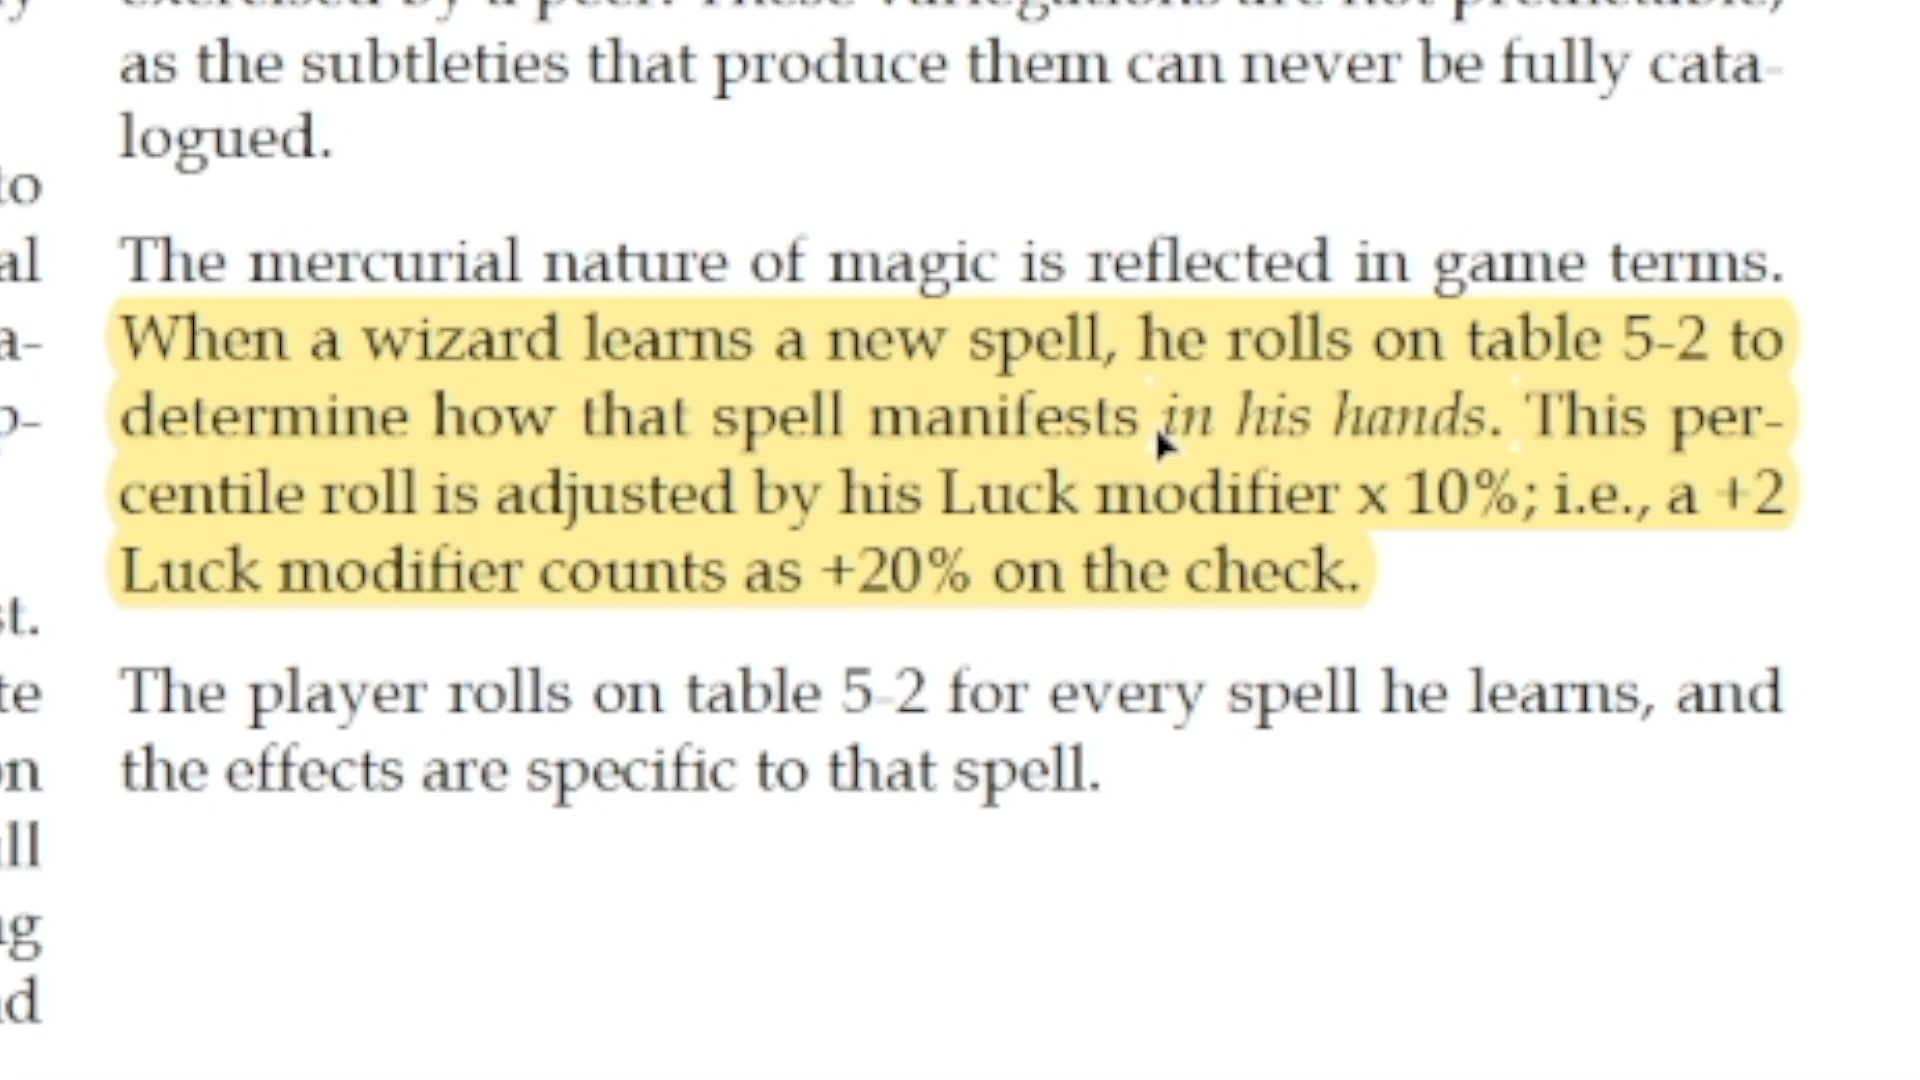 as the subtleties that produce them can never be fully cata-
logued.
The mercurial nature of magic is reflected in game terms.
When a wizard learns a new spell, he rolls on table 5-2 to
determine how that spell manifests in his hands. This per-
centile roll is adjusted by his Luck modifier x 10%; i.e., a +2
Luck modifier counts as +20% on the check.
The player rolls on table 5-2 for every spell he learns, and
the effects are specific to that spell.